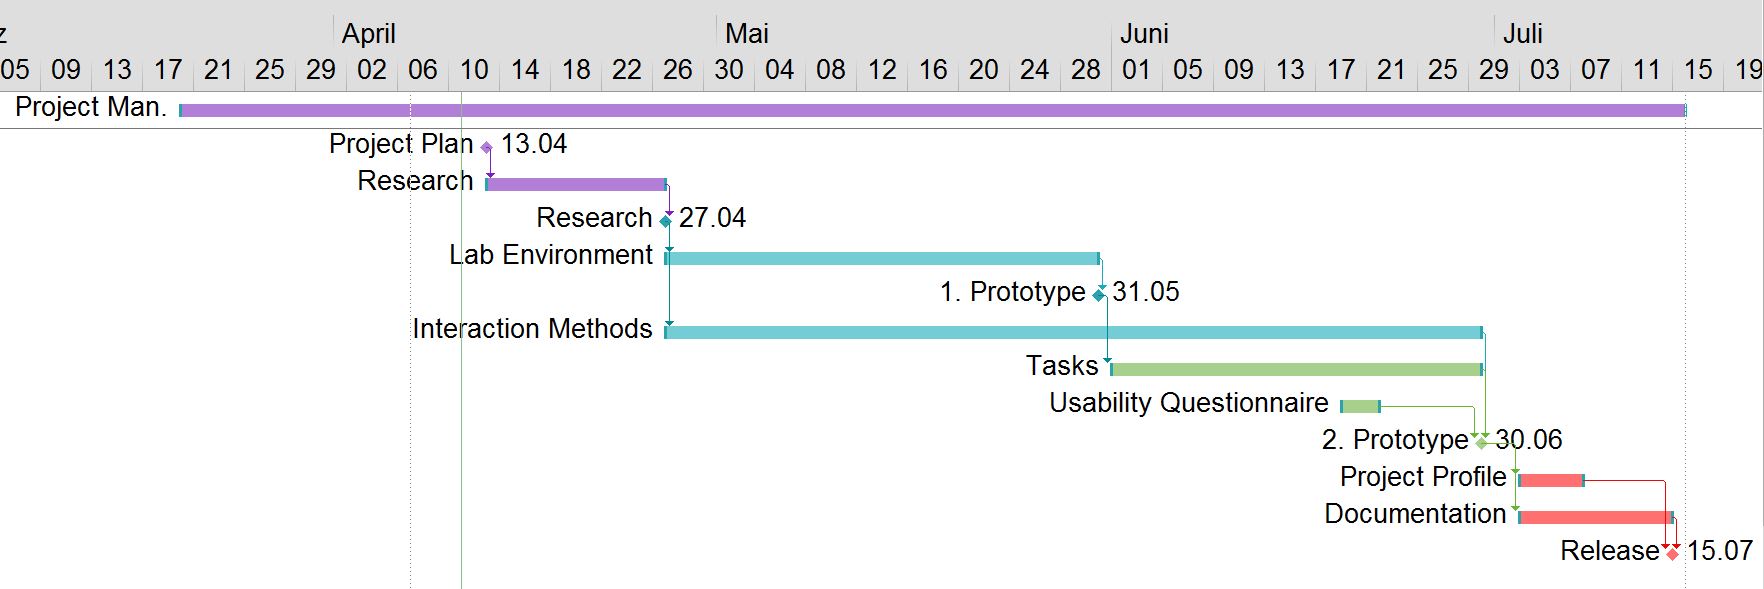 z April Mai Juni Juli
05 09 13 17 21 25 29 02 06 10 14 18 22 26 30 04 08 12 16 20 24 28 01 05 09 13 17 21 25 29 03 07 11 15 19
Project Man.
Project Plan 13.04
Research
Research 27.04
Lab Environment
1. Prototype 31.05
Interaction Methods
Tasks
Usability Questionnaire
2. Prototype 30.06
Project Profile
Documentation
Release 15.07